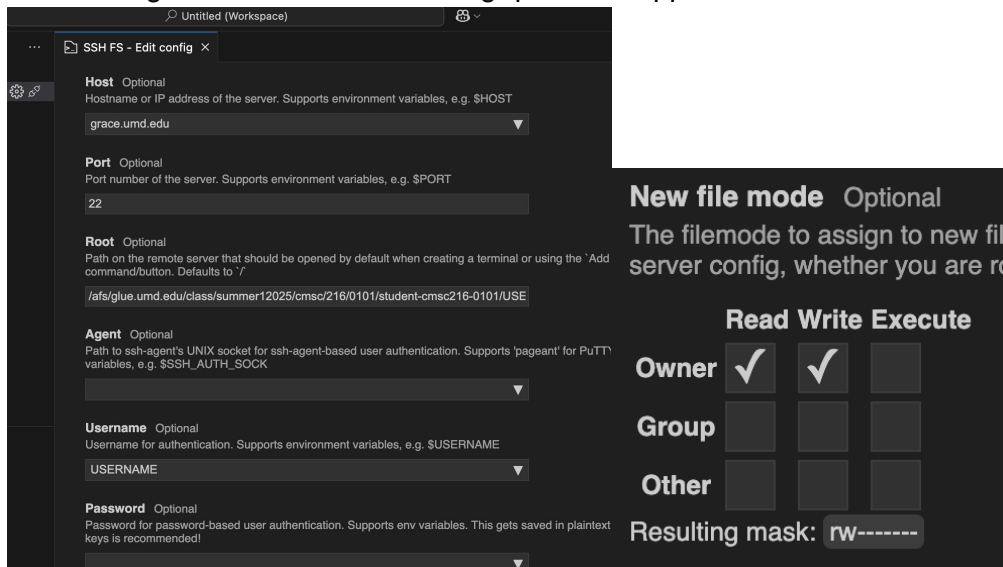 Untitled (Workspace)
SSH FS - Edit config ×
Host Optional
Hostname or IP address of the server. Supports environment variables, e.g. $HOST
grace.umd.edu
Port Optional
Port number of the server. Supports environment variables, e.g. $PORT
22
Root Optional
Path on the remote server that should be opened by default when creating a terminal or using the `Add
command/button. Defaults to `/`
/afs/glue.umd.edu/class/summer12025/cmsc/216/0101/student-cmsc216-0101/USE
Agent Optional
Path to ssh-agent's UNIX socket for ssh-agent-based user authentication. Supports 'pageant' for PuTTY
variables, e.g. $SSH_AUTH_SOCK
Username Optional
Username for authentication. Supports environment variables, e.g. $USERNAME
USERNAME
Password Optional
Password for password-based user authentication. Supports env variables. This gets saved in plaintext
keys is recommended!
New file mode Optional
The filemode to assign to new fil
server config, whether you are ro
Read Write Execute
Owner ✓ ✓
Group
Other
Resulting mask: rw-------